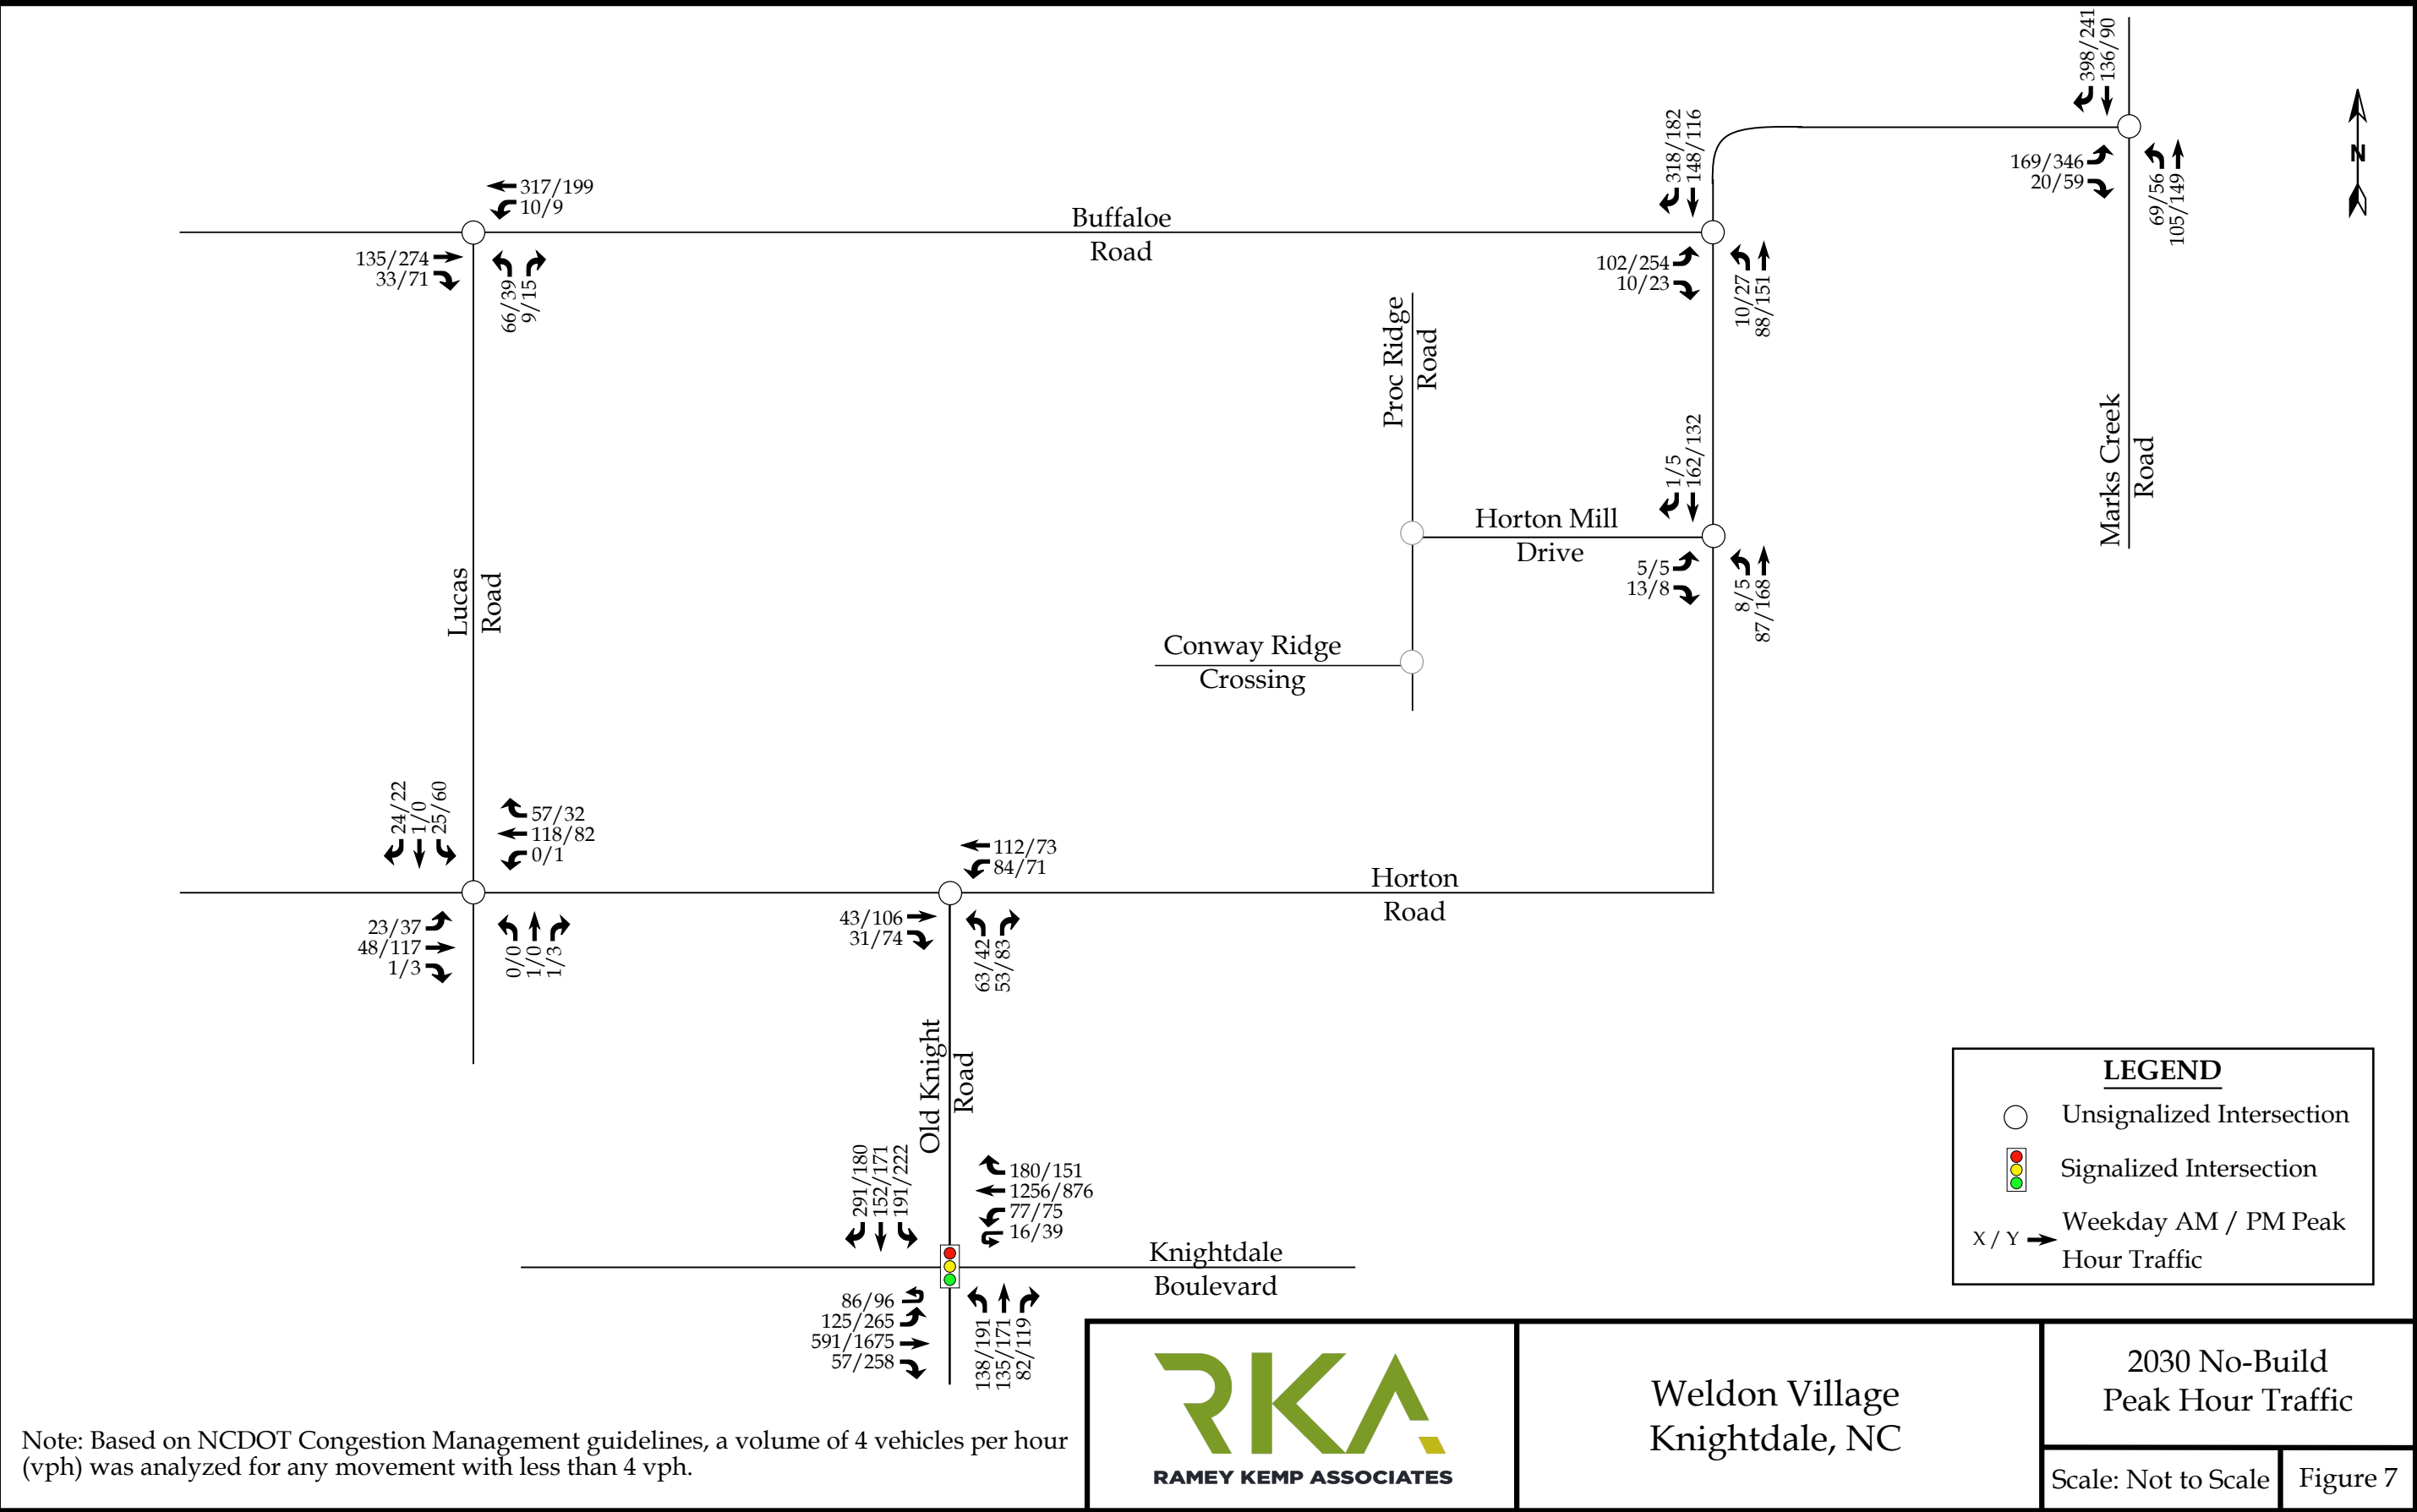 398/241
136/90
N
318/182
148/116
169/346
20/59
69/56
105/149
317/199
10/9
Buffaloe
Road
135/274
33/71
66/39
9/15
102/254
10/23
10/27
88/151
Proc Ridge
Road
Marks Creek
Road
1/5
162/132
Horton Mill
Drive
5/5
13/8
8/5
87/168
Lucas
Road
Conway Ridge
Crossing
24/22
1/0
25/60
57/32
118/82
0/1
112/73
84/71
Horton
Road
23/37
48/117
1/3
0/0
1/0
1/3
43/106
31/74
63/42
53/83
Old Knight
Road
291/180
152/171
191/222
180/151
1256/876
77/75
16/39
Knightdale
Boulevard
86/96
125/265
591/1675
57/258
138/191
135/171
82/119
LEGEND
Unsignalized Intersection
Signalized Intersection
X / Y
Weekday AM / PM Peak
Hour Traffic
Note: Based on NCDOT Congestion Management guidelines, a volume of 4 vehicles per hour
(vph) was analyzed for any movement with less than 4 vph.
RKA
RAMEY KEMP ASSOCIATES
Weldon Village
Knightdale, NC
2030 No-Build
Peak Hour Traffic
Scale: Not to Scale
Figure 7